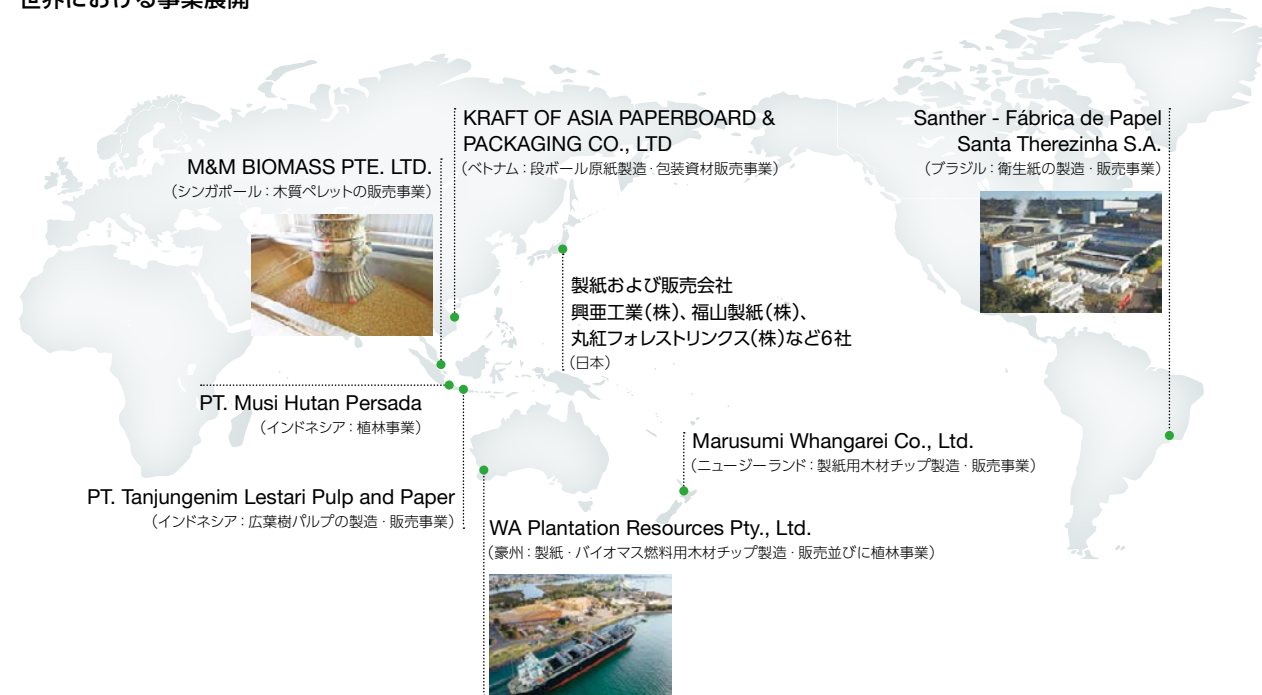 世界における事業展開
KRAFT OF ASIA PAPERBOARD &
PACKAGING CO., LTD
（ベトナム：段ボール原紙製造・包装資材販売事業）
Santher - Fábrica de Papel
Santa Therezinha S.A.
（ブラジル：衛生紙の製造・販売事業）
M&M BIOMASS PTE. LTD.
（シンガポール：木質ペレットの販売事業）
製紙および販売会社
興亜工業（株）、福山製紙（株）、
丸紅フォレストリンクス（株）など6社
（日本）
PT. Musi Hutan Persada
（インドネシア：植林事業）
Marusumi Whangarei Co., Ltd.
（ニュージーランド：製紙用木材チップ製造・販売事業）
PT. Tanjungenim Lestari Pulp and Paper
（インドネシア：広葉樹パルプの製造・販売事業）
WA Plantation Resources Pty., Ltd.
（豪州：製紙・バイオマス燃料用木材チップ製造・販売並びに植林事業）